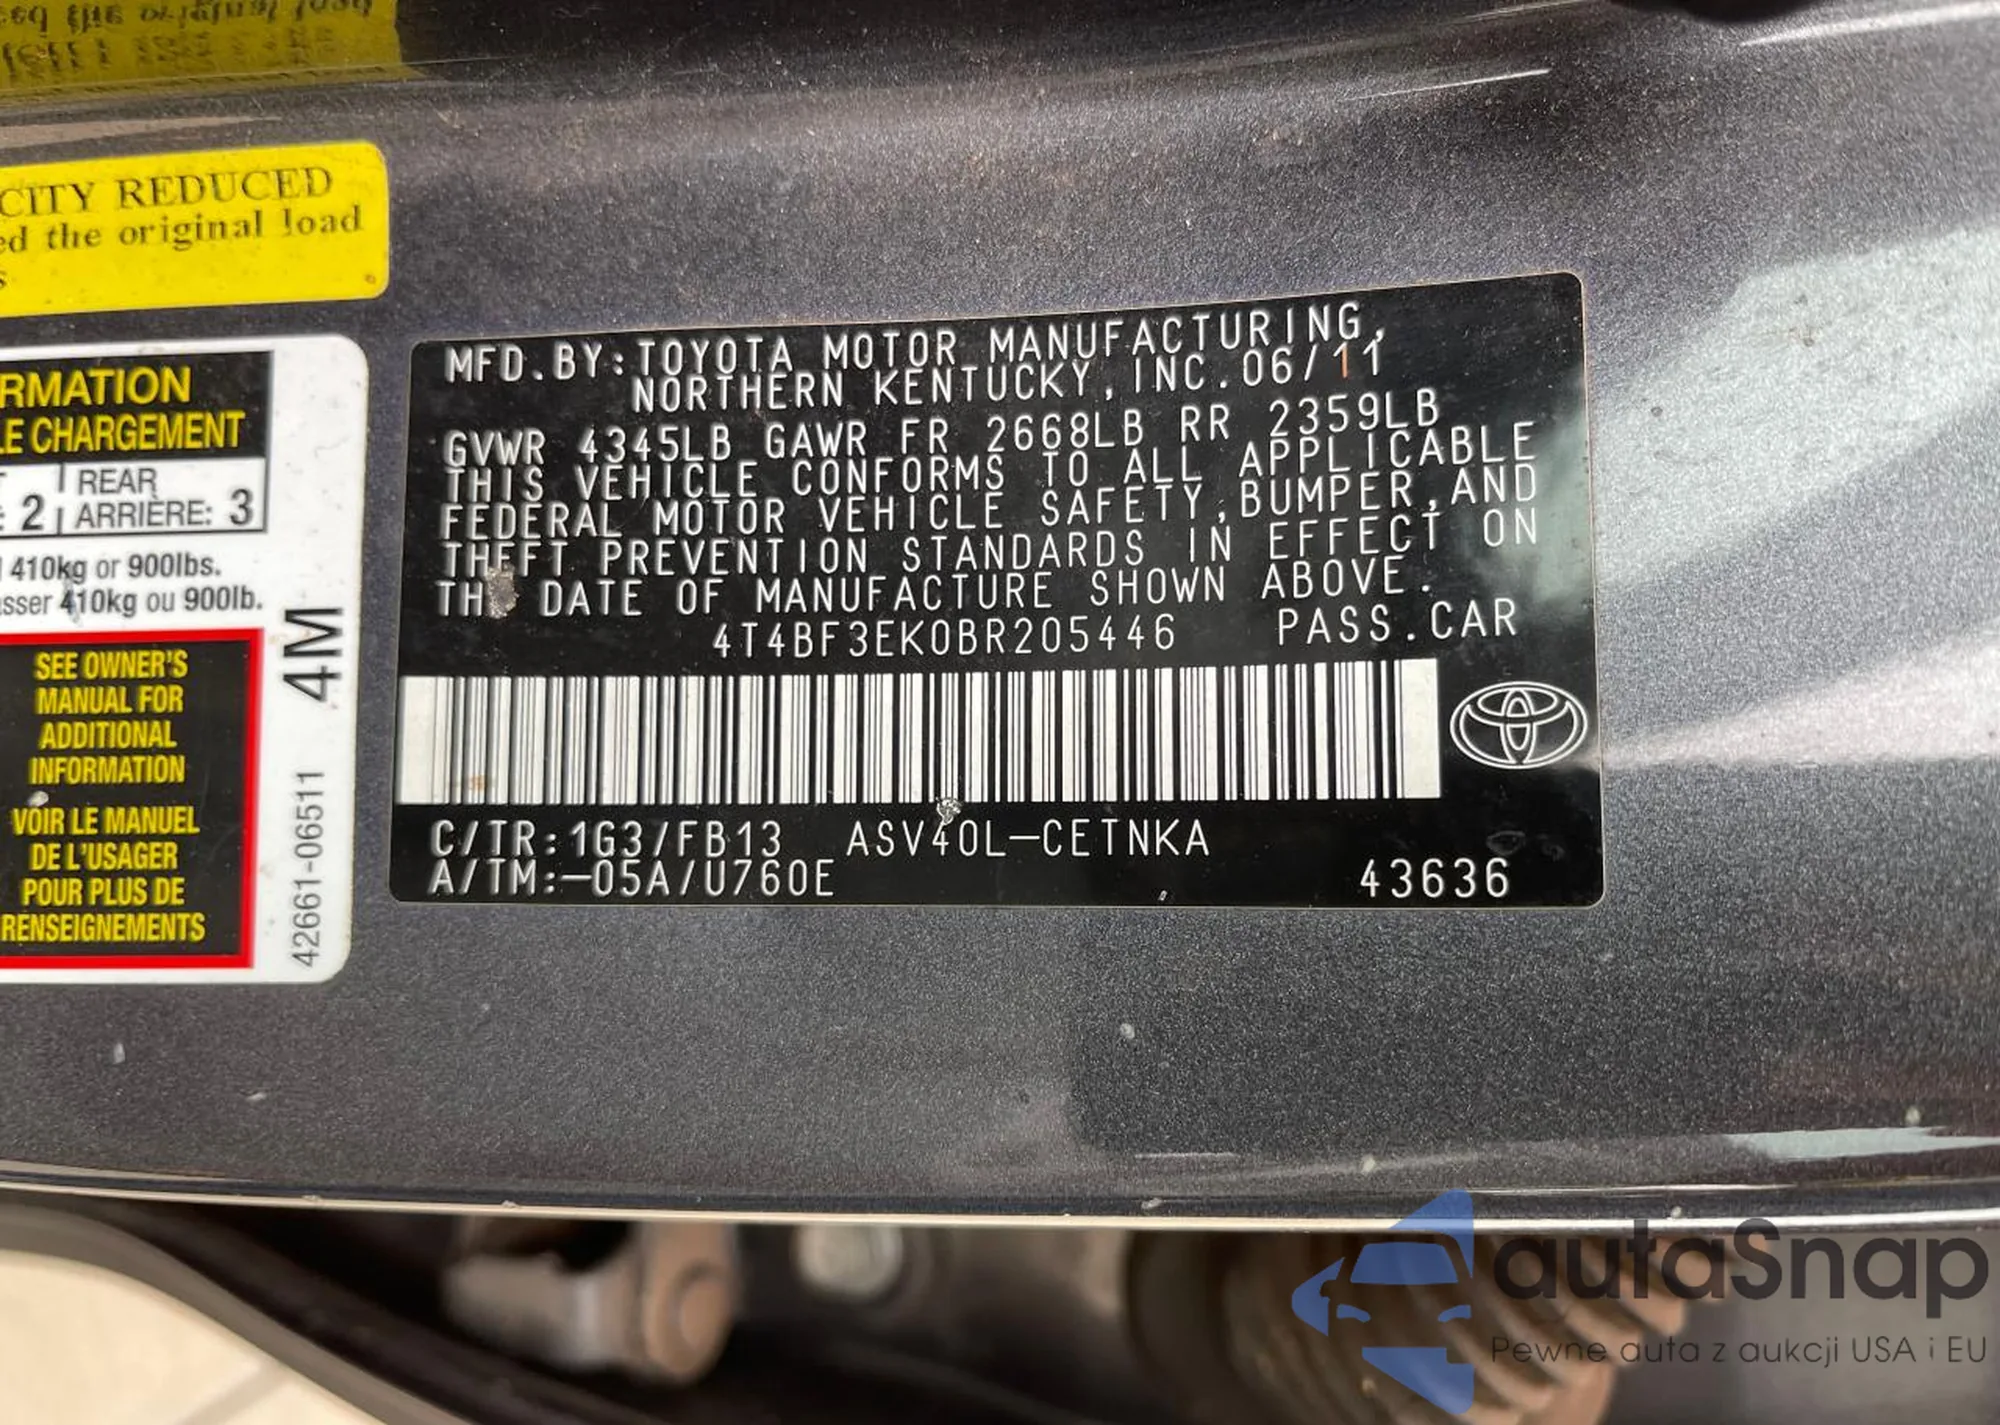 CITY REDUCED
ed the original load
s
RMATION
LE CHARGEMENT
REAR
2 ARRIÈRE: 3
410kg or 900lbs.
sser 410kg ou 900lb.
SEE OWNER'S
MANUAL FOR
ADDITIONAL
INFORMATION
VOIR LE MANUEL
DE L'USAGER
POUR PLUS DE
RENSEIGNEMENTS
42661-06511 4M
MFD.BY:TOYOTA MOTOR MANUFACTURING,
NORTHERN KENTUCKY,INC.06/11
GVWR 4345LB GAWR FR 2668LB RR 2359LB
THIS VEHICLE CONFORMS TO ALL APPLICABLE
FEDERAL MOTOR VEHICLE SAFETY,BUMPER,AND
THEFT PREVENTION STANDARDS IN EFFECT ON
TH DATE OF MANUFACTURE SHOWN ABOVE.
4T4BF3EK0BR205446 PASS.CAR
C/TR:1G3/FB13 ASV40L-CETNKA
A/TM:-05A/U760E 43636
autaSnap
Pewne auta z aukcji USA i EU